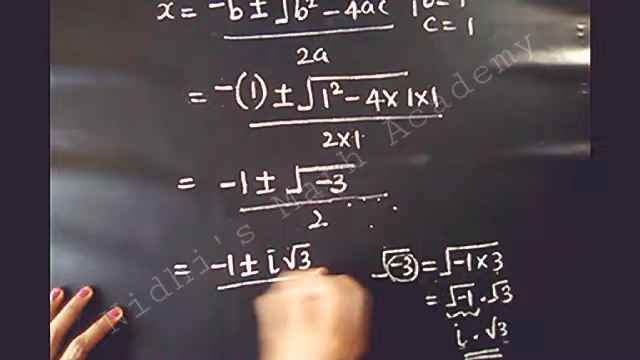 x = -b ± √b² - 4ac
2a
c = 1
= -(1) ± √1² - 4×1×1
2×1
= -1 ± √-3
2
= -1 ± i√3
√-3 = √-1×3
= √-1 · √3
i · √3
Nidhi's Math Academy